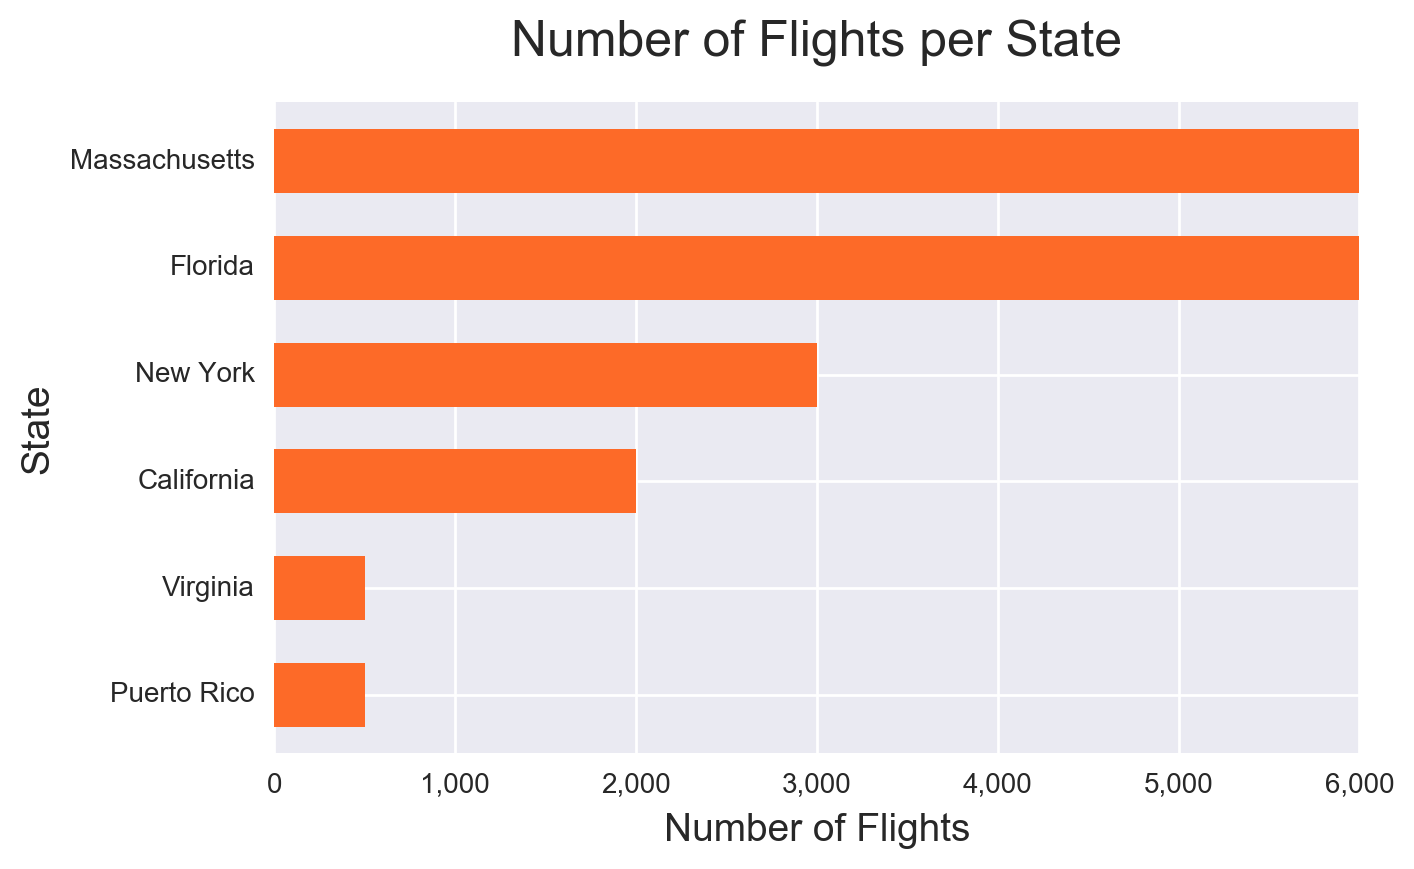 Number of Flights per State
Massachusetts
Florida
New York
California
Virginia
Puerto Rico
State
0 1,000 2,000 3,000 4,000 5,000 6,000
Number of Flights